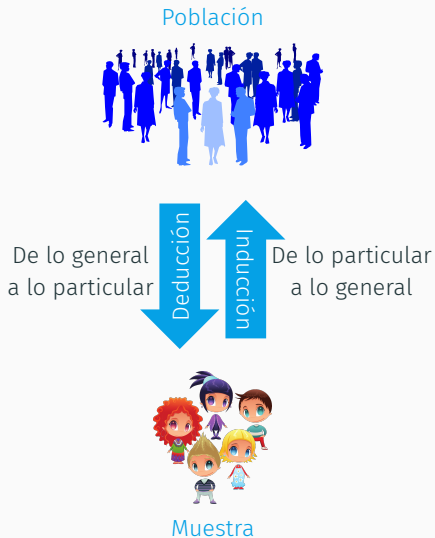 Población
De lo general
a lo particular
Deducción
Inducción
De lo particular
a lo general
Muestra